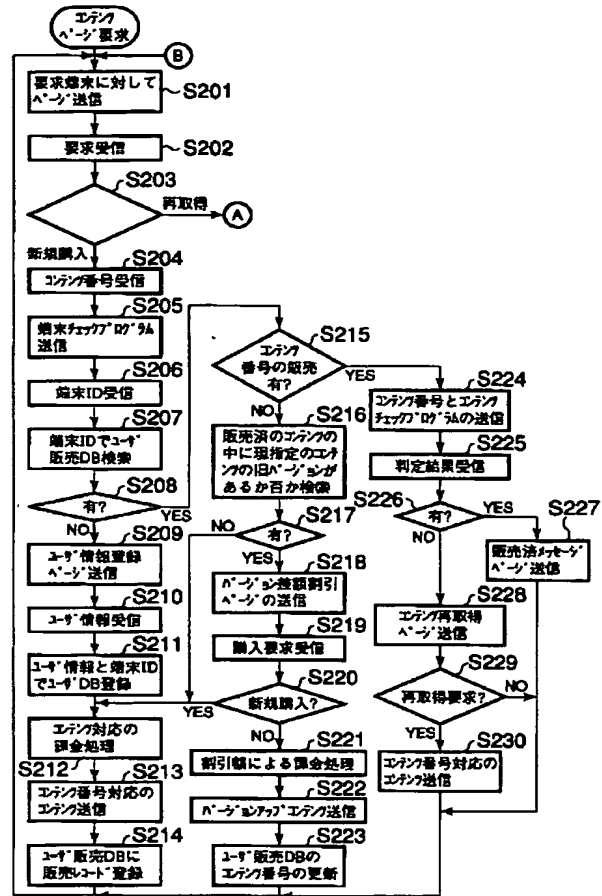 コンテンツ
ページ要求
B
要求端末に対して
ページ送信
S201
要求受信
S202
S203
再取得
A
新規購入
S204
コンテンツ番号受信
S205
端末チェックプログラム
送信
S206
端末ID受信
S207
端末IDでユーザ
販売DB検索
S208
有?
YES
NO
S209
ユーザ情報登録
ページ送信
S210
ユーザ情報受信
S211
ユーザ情報と端末ID
でユーザDB登録
コンテンツ対応の
課金処理
S212
S213
コンテンツ番号対応の
コンテンツ送信
S214
ユーザ販売DBに
販売レコード登録
S215
コンテンツ
番号の販売
有?
YES
NO
S216
販売済のコンテンツの
中に現指定のコンテ
ンツの旧バージョンが
あるか否か検索
S217
NO
有?
YES
S218
バージョン差額割引
ページの送信
S219
購入要求受信
S220
新規購入?
YES
NO
S221
割引額による課金処理
S222
バージョンアップコンテンツ送信
S223
ユーザ販売DBの
コンテンツ番号の更新
S224
コンテンツ番号とコンテンツ
チェックプログラムの送信
S225
判定結果受信
S226
有?
YES
NO
S227
販売済メッセージ
ページ送信
S228
コンテンツ再取得
ページ送信
S229
再取得要求?
NO
YES
S230
コンテンツ番号対応の
コンテンツ送信